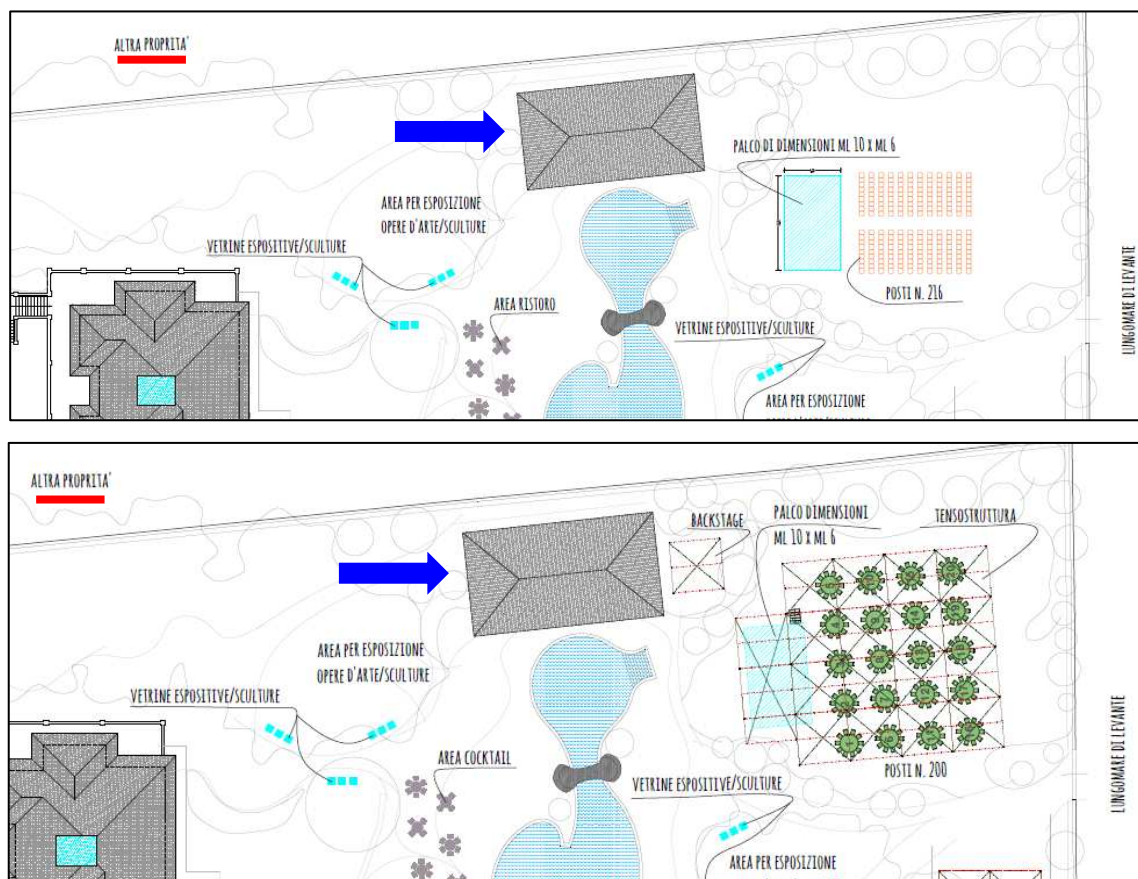 ALTRA PROPRITA'
PALCO DI DIMENSIONI ML 10 X ML 6
AREA PER ESPOSIZIONE
OPERE D'ARTE/SCULTURE
VETRINE ESPOSITIVE/SCULTURE
POSTI N. 216
AREA RISTORO
VETRINE ESPOSITIVE/SCULTURE
AREA PER ESPOSIZIONE
LUNGOMARE DI LEVANTE
ALTRA PROPRITA'
BACKSTAGE
PALCO DIMENSIONI
ML 10 X ML 6
TENSOSTRUTTURA
AREA PER ESPOSIZIONE
OPERE D'ARTE/SCULTURE
VETRINE ESPOSITIVE/SCULTURE
AREA COCKTAIL
POSTI N. 200
VETRINE ESPOSITIVE/SCULTURE
AREA PER ESPOSIZIONE
LUNGOMARE DI LEVANTE